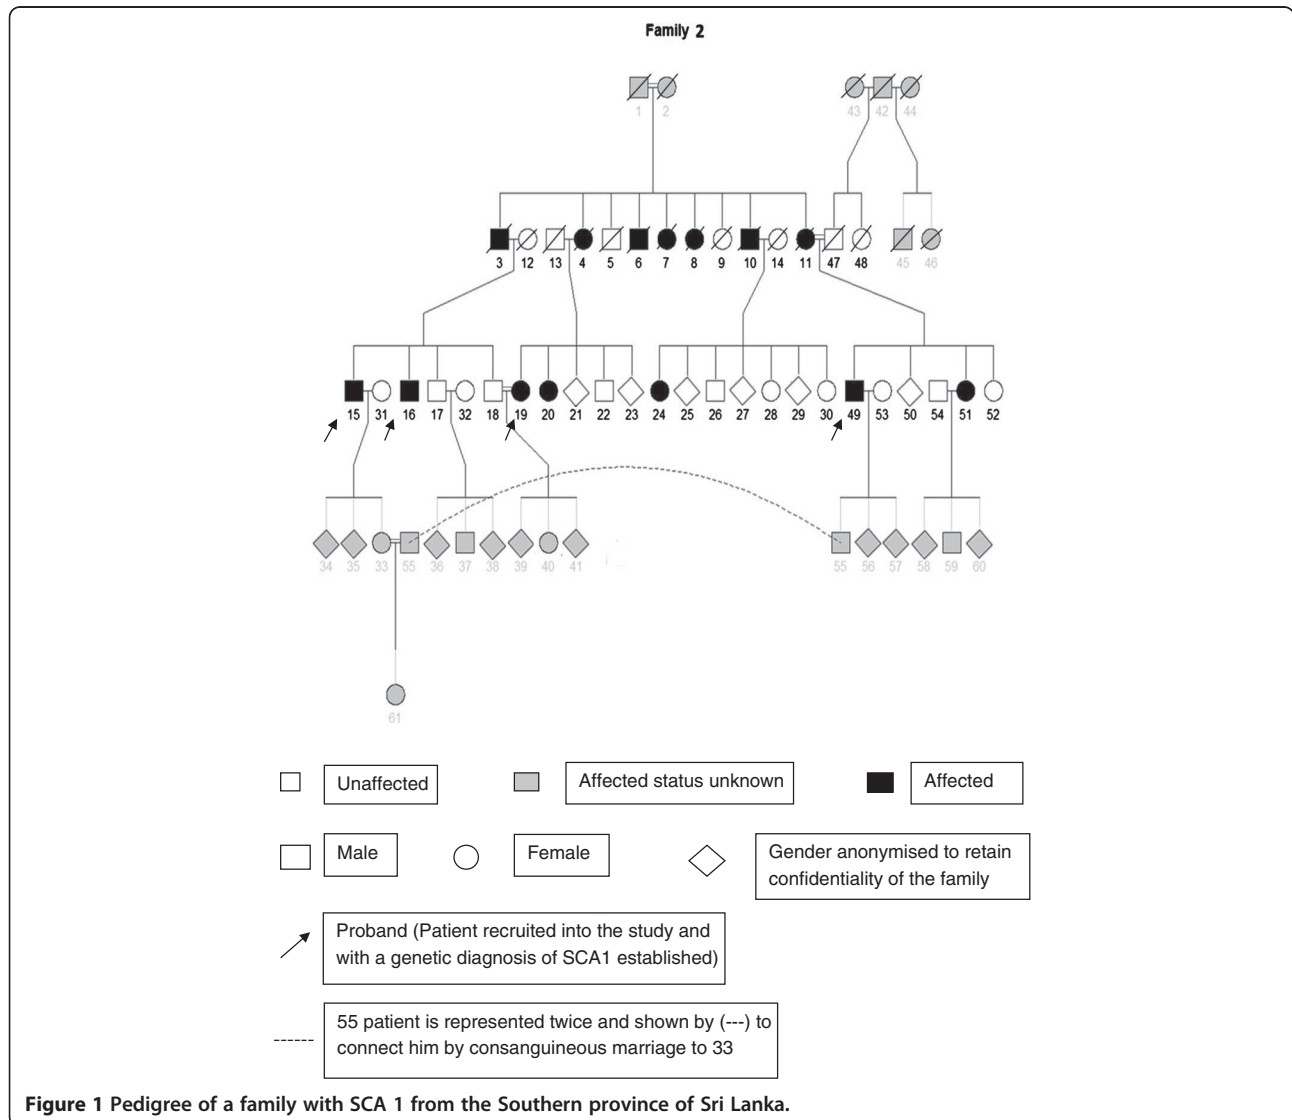 Family 2
1 2 43 42 44
3 12 13 4 5 6 7 8 9 10 14 11 47 48 45 46
15 31 16 17 32 18 19 20 21 22 23 24 25 26 27 28 29 30 49 53 50 54 51 52
34 35 33 55 36 37 38 39 40 41 55 56 57 58 59 60
61
Unaffected Affected status unknown Affected
Male Female Gender anonymised to retain
confidentiality of the family
Proband (Patient recruited into the study and
with a genetic diagnosis of SCA1 established)
55 patient is represented twice and shown by (---) to
connect him by consanguineous marriage to 33
Figure 1 Pedigree of a family with SCA 1 from the Southern province of Sri Lanka.